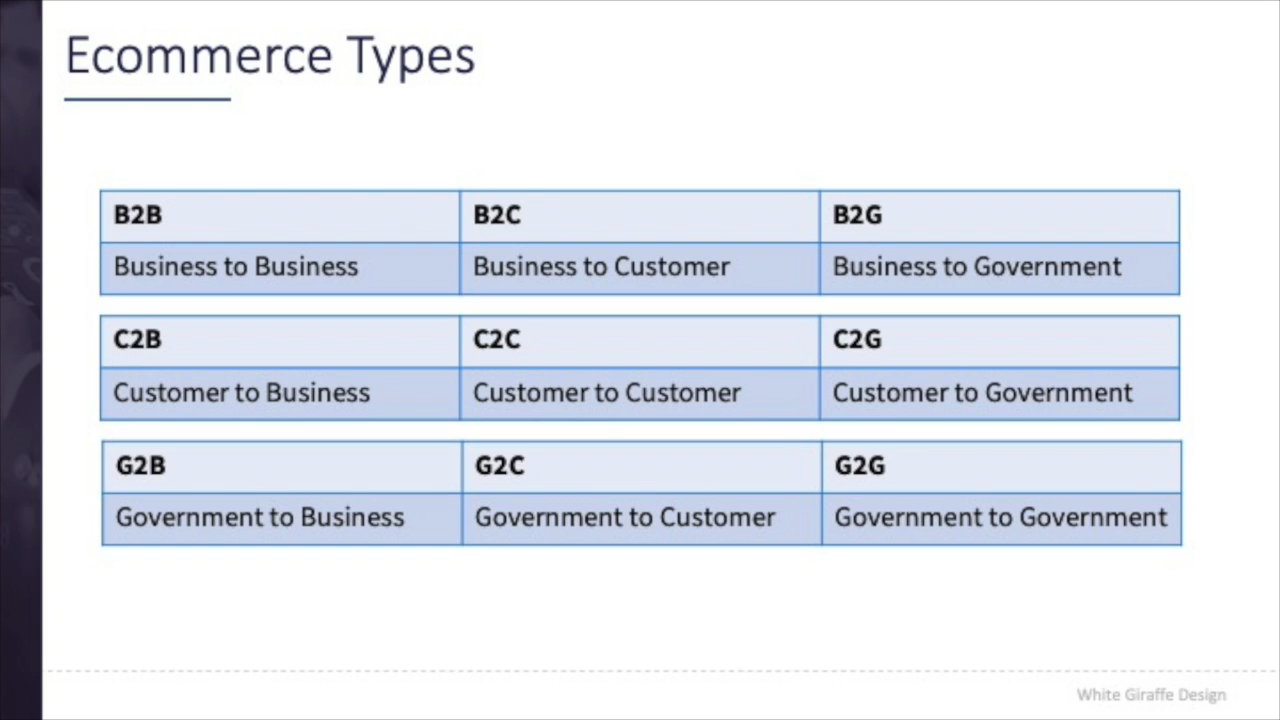 Ecommerce Types
B2B B2C B2G
Business to Business Business to Customer Business to Government
C2B C2C C2G
Customer to Business Customer to Customer Customer to Government
G2B G2C G2G
Government to Business Government to Customer Government to Government
White Giraffe Design